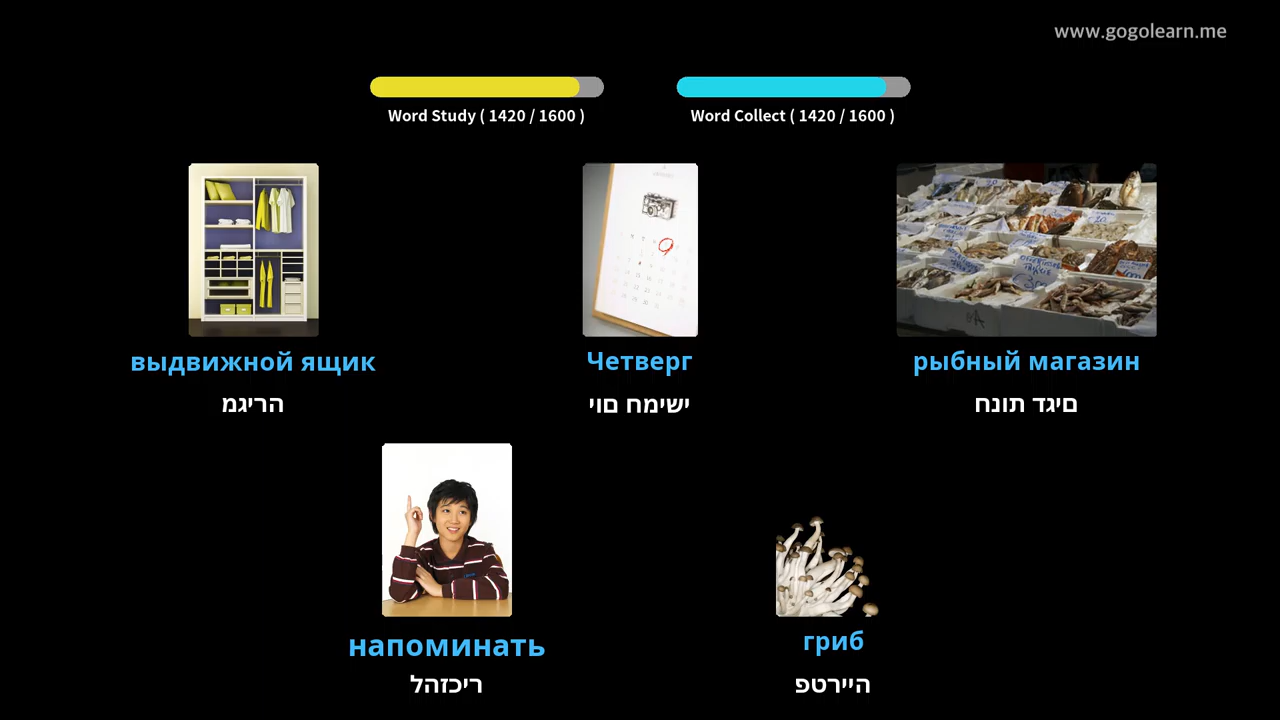 www.gogolearn.me
Word Study ( 1420 / 1600 )
Word Collect ( 1420 / 1600 )
выдвижной ящик
הריגמ
Четверг
ישימח םוי
рыбный магазин
םיגד תונח
напоминать
ריכזהל
гриб
היירטפ